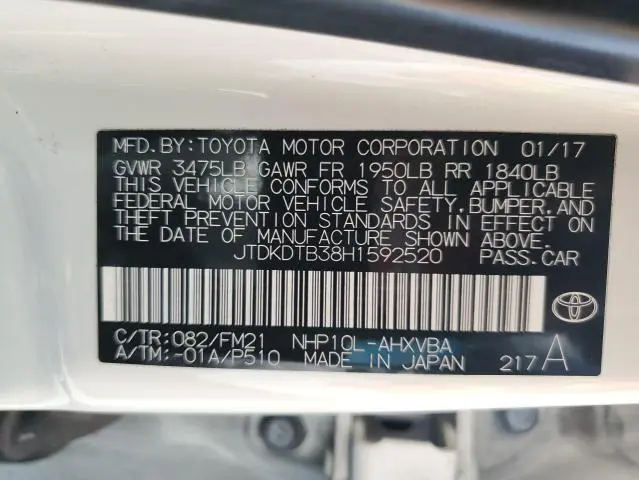 MFD.BY:TOYOTA MOTOR CORPORATION 01/17
GVWR 3475LB GAWR FR 1950LB RR 1840LB
THIS VEHICLE CONFORMS TO ALL APPLICABLE
FEDERAL MOTOR VEHICLE SAFETY,BUMPER,AND
THEFT PREVENTION STANDARDS IN EFFECT ON
THE DATE OF MANUFACTURE SHOWN ABOVE.
JTDKDTB38H1592520 PASS.CAR
C/TR:082/FM21 NHP10L-AHXVBA
A/TM:-01A/P510 MADE IN JAPAN 217A